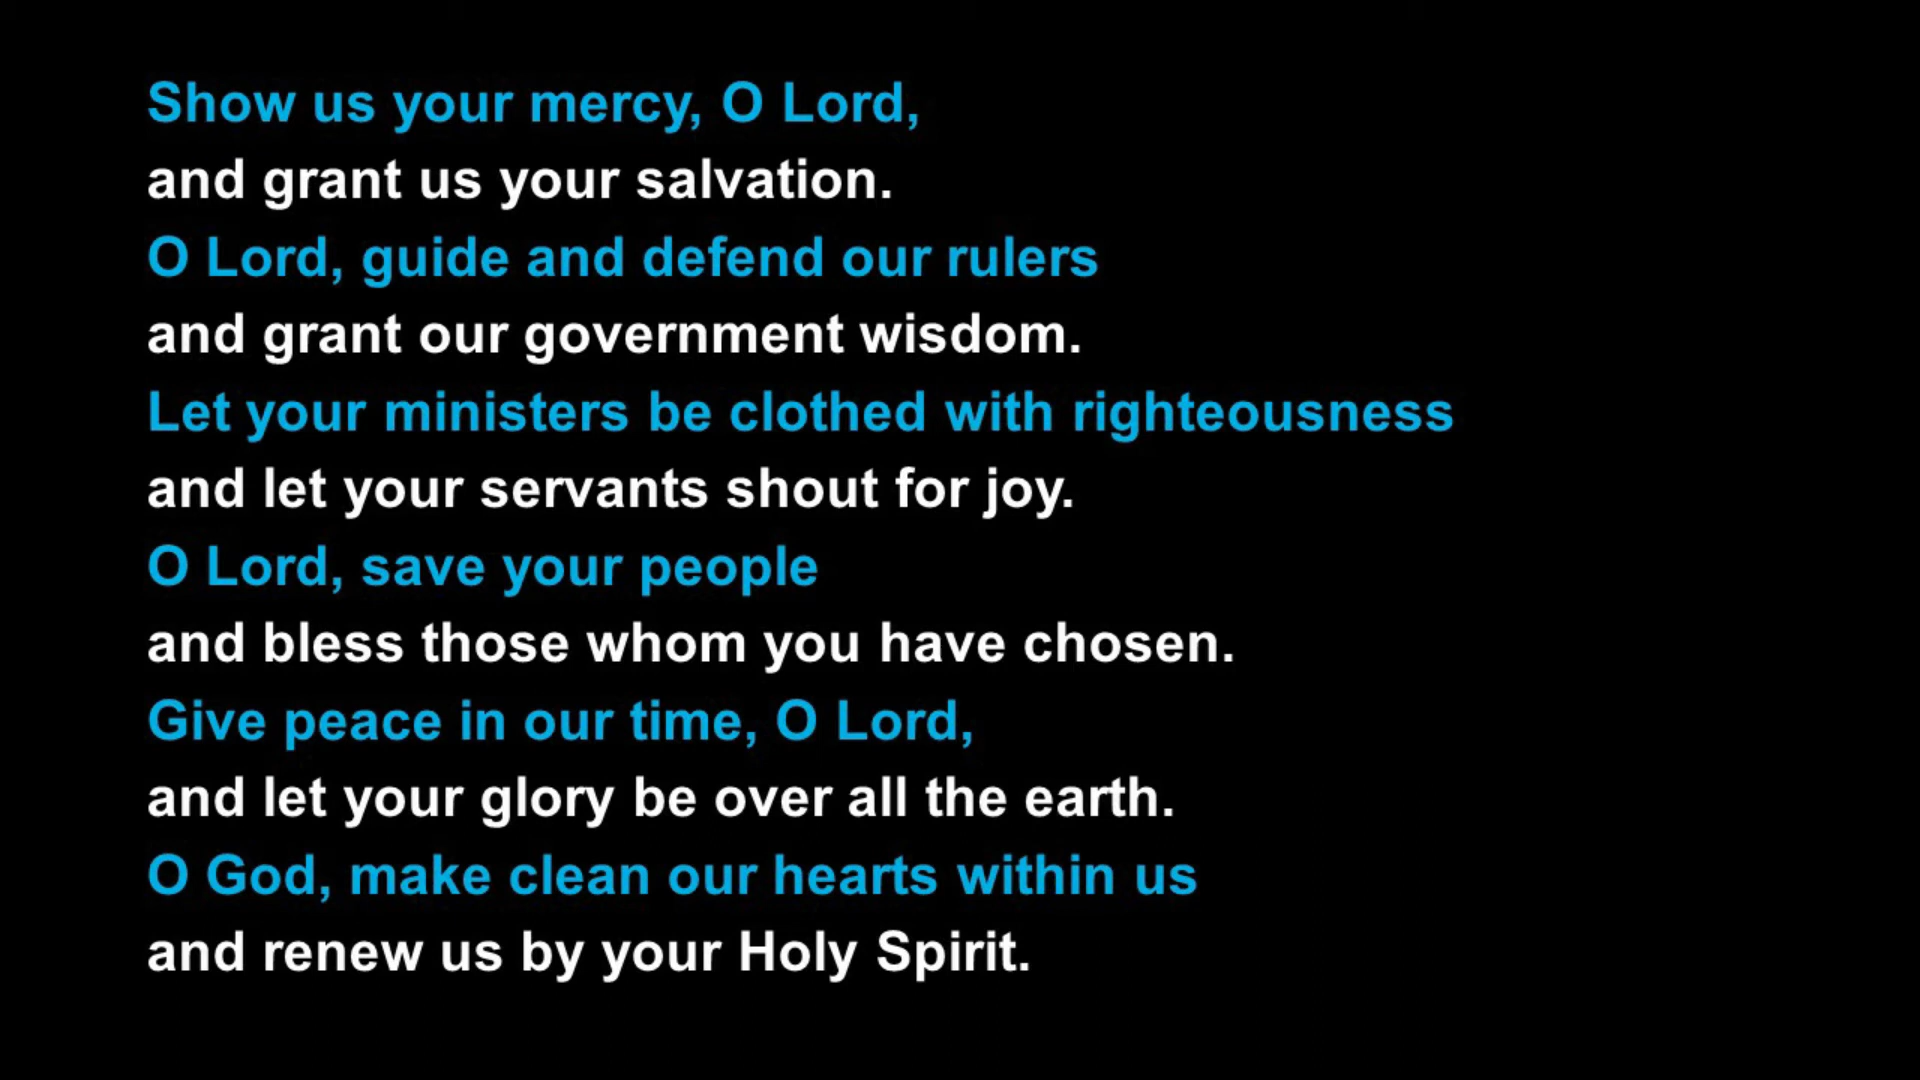 Show us your mercy, O Lord,
and grant us your salvation.
O Lord, guide and defend our rulers
and grant our government wisdom.
Let your ministers be clothed with righteousness
and let your servants shout for joy.
O Lord, save your people
and bless those whom you have chosen.
Give peace in our time, O Lord,
and let your glory be over all the earth.
O God, make clean our hearts within us
and renew us by your Holy Spirit.